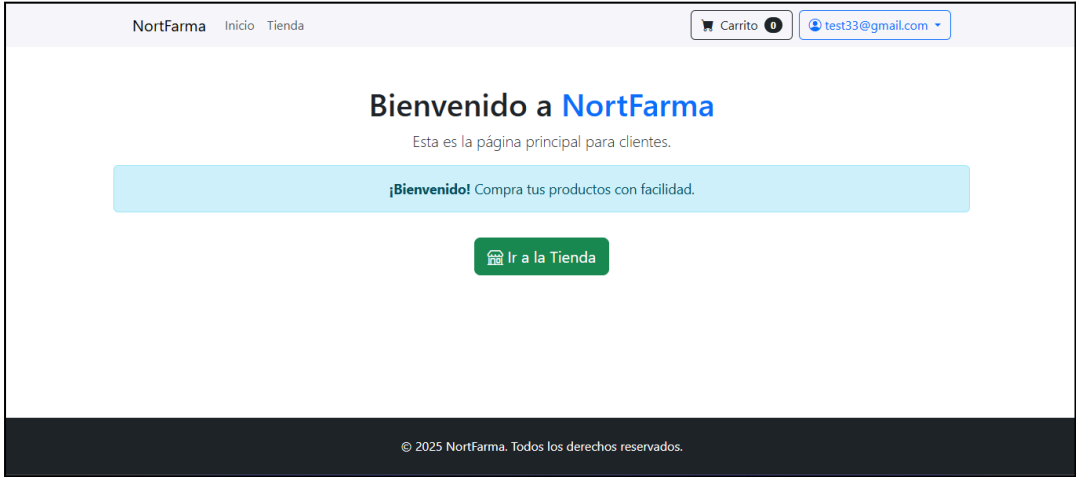 NortFarma Inicio Tienda Carrito 0 test33@gmail.com
Bienvenido a NortFarma
Esta es la página principal para clientes.
¡Bienvenido! Compra tus productos con facilidad.
Ir a la Tienda
© 2025 NortFarma. Todos los derechos reservados.